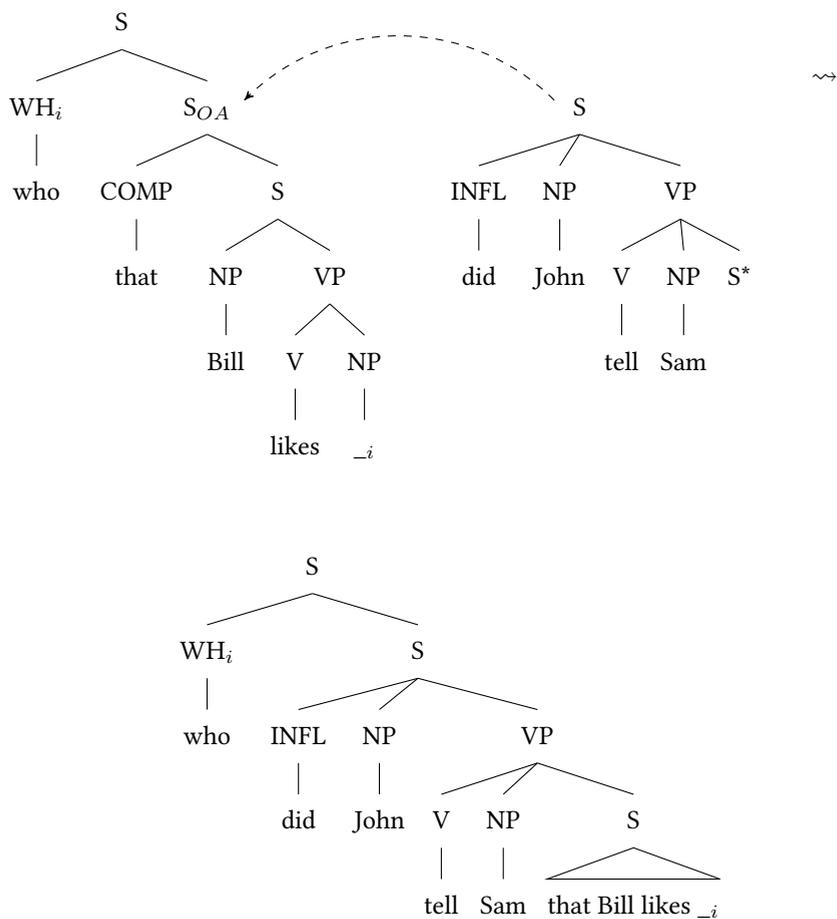 S
⇝
WHᵢ S_OA S
who COMP S INFL NP VP
that NP VP did John V NP S*
Bill V NP tell Sam
likes _ᵢ
S
WHᵢ S
who INFL NP VP
did John V NP S
tell Sam that Bill likes _ᵢ